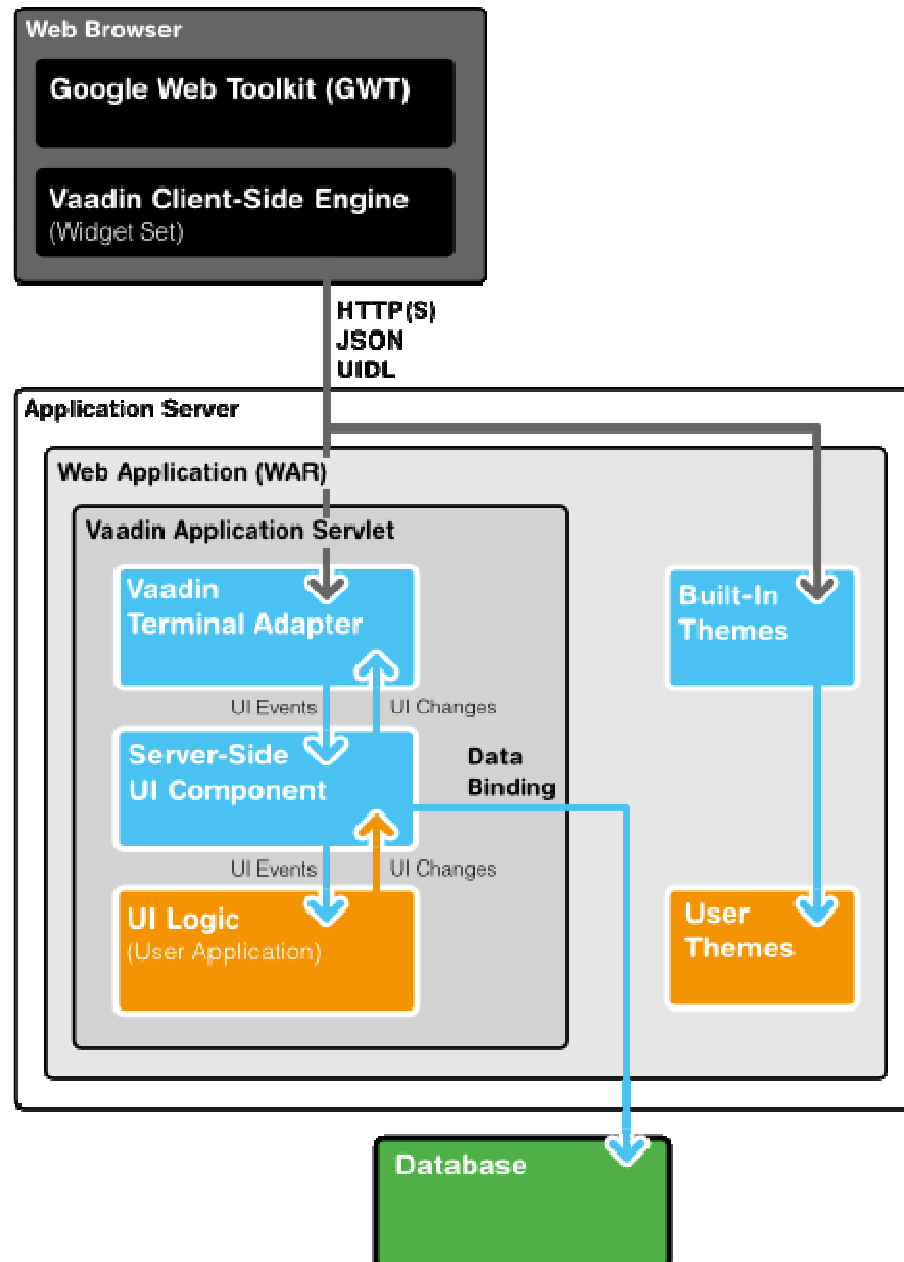 Web Browser
Google Web Toolkit (GWT)
Vaadin Client-Side Engine
(Widget Set)
HTTP(S)
JSON
UIDL
Application Server
Web Application (WAR)
Vaadin Application Servlet
Vaadin
Terminal Adapter
Built-In
Themes
UI Events
UI Changes
Server-Side
UI Component
Data
Binding
UI Events
UI Changes
UI Logic
(User Application)
User
Themes
Database